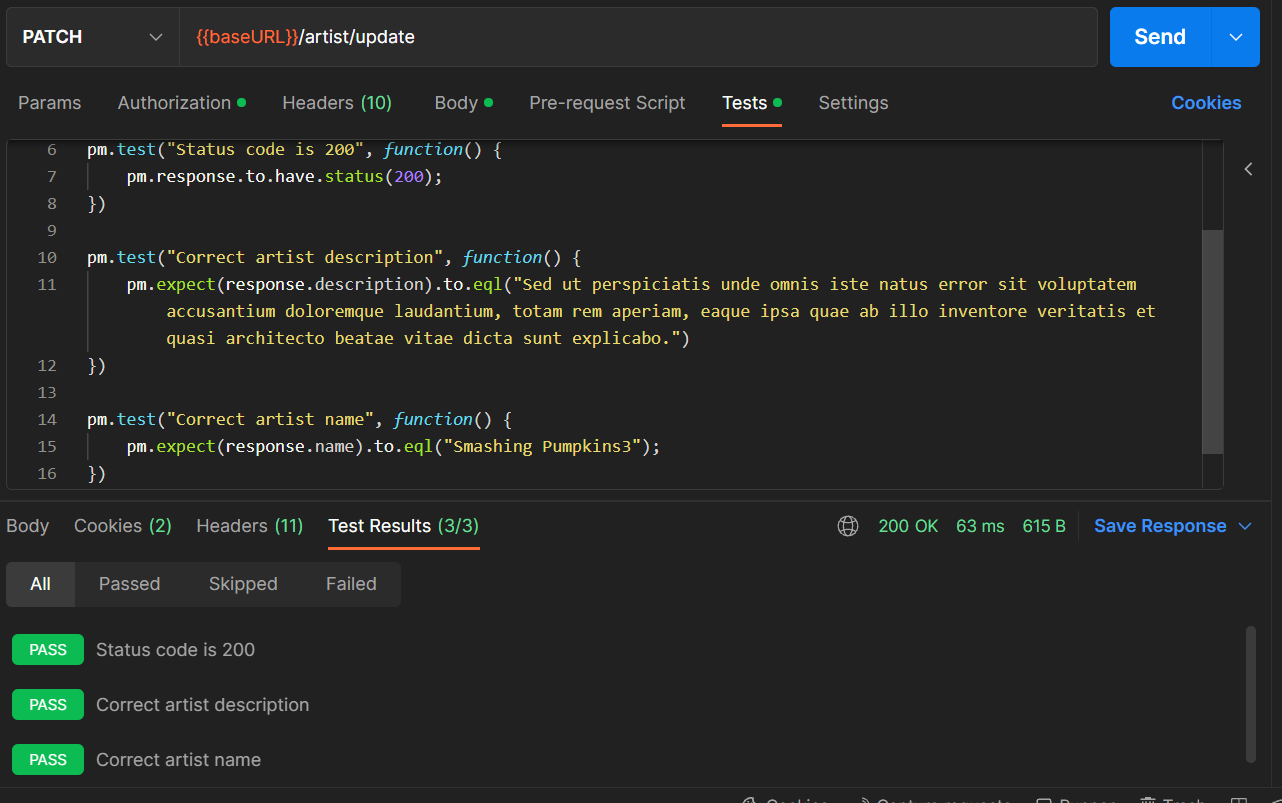 PATCH {{baseURL}}/artist/update Send
Params Authorization Headers (10) Body Pre-request Script Tests Settings Cookies
6 pm.test("Status code is 200", function() {
7 pm.response.to.have.status(200);
8 })
9
10 pm.test("Correct artist description", function() {
11 pm.expect(response.description).to.eql("Sed ut perspiciatis unde omnis iste natus error sit voluptatem
accusantium doloremque laudantium, totam rem aperiam, eaque ipsa quae ab illo inventore veritatis et
quasi architecto beatae vitae dicta sunt explicabo.")
12 })
13
14 pm.test("Correct artist name", function() {
15 pm.expect(response.name).to.eql("Smashing Pumpkins3");
16 })
Body Cookies (2) Headers (11) Test Results (3/3) 200 OK 63 ms 615 B Save Response
All Passed Skipped Failed
PASS Status code is 200
PASS Correct artist description
PASS Correct artist name